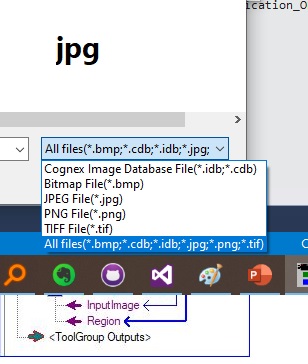 jpg
All files(*.bmp;*.cdb;*.idb;*.jpg;
Cognex Image Database File(*.idb;*.cdb)
Bitmap File(*.bmp)
JPEG File(*.jpg)
PNG File(*.png)
TIFF File(*.tif)
All files(*.bmp;*.cdb;*.idb;*.jpg;*.png;*.tif)
InputImage
Region
<ToolGroup Outputs>